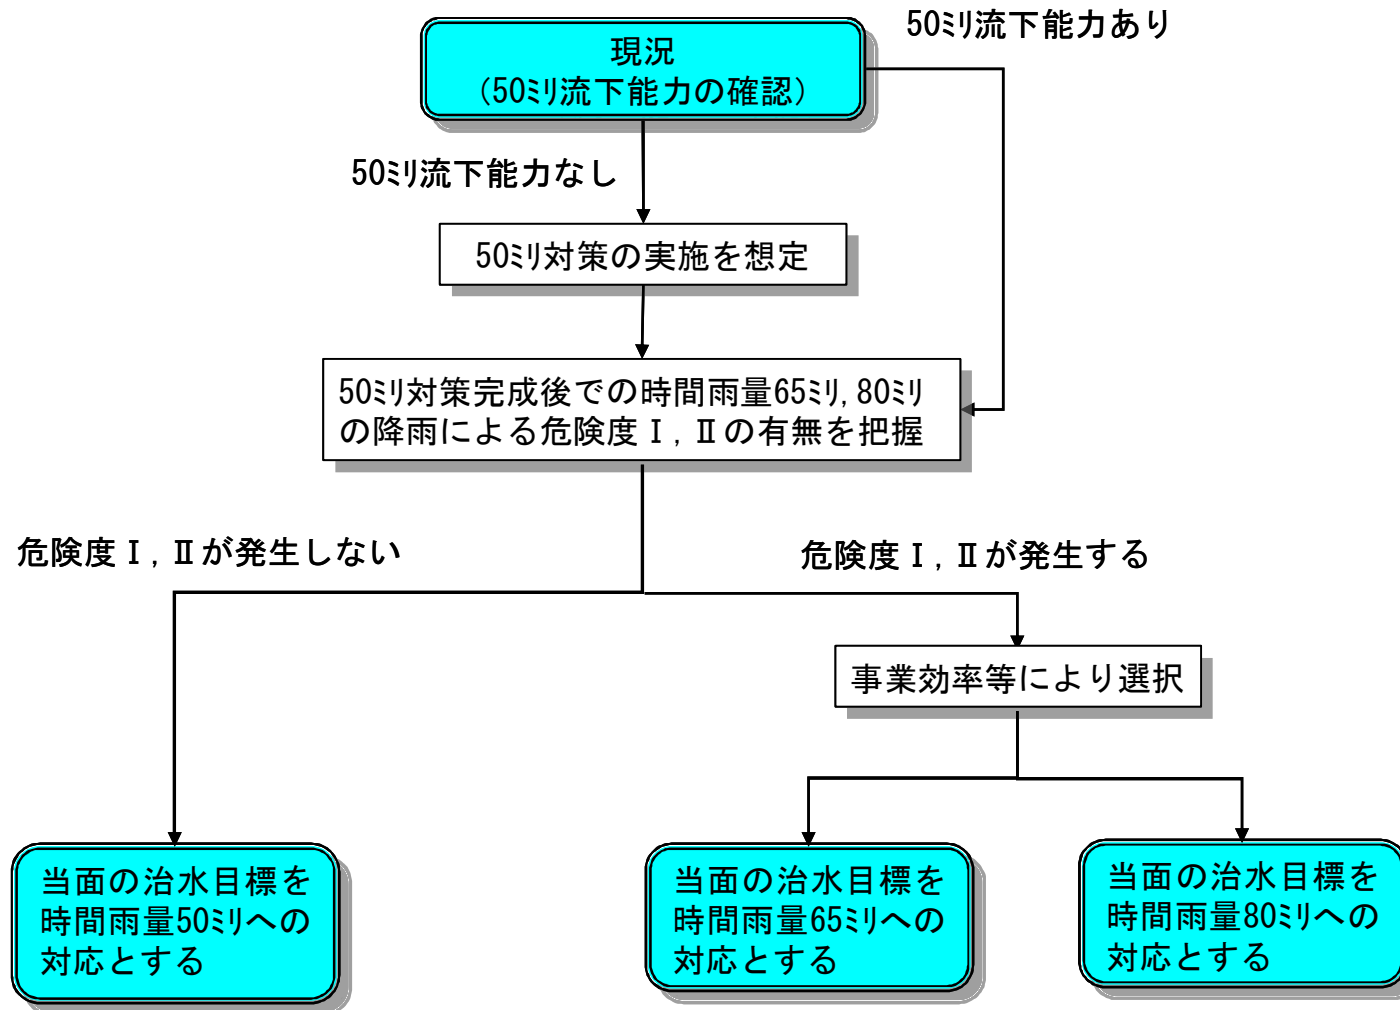 50ﾐﾘ流下能力あり
現況
（50ﾐﾘ流下能力の確認）
50ﾐﾘ流下能力なし
50ﾐﾘ対策の実施を想定
50ﾐﾘ対策完成後での時間雨量65ﾐﾘ,80ﾐﾘ
の降雨による危険度Ⅰ,Ⅱの有無を把握
危険度Ⅰ,Ⅱが発生しない
危険度Ⅰ,Ⅱが発生する
事業効率等により選択
当面の治水目標を
時間雨量50ﾐﾘへの
対応とする
当面の治水目標を
時間雨量65ﾐﾘへの
対応とする
当面の治水目標を
時間雨量80ﾐﾘへの
対応とする